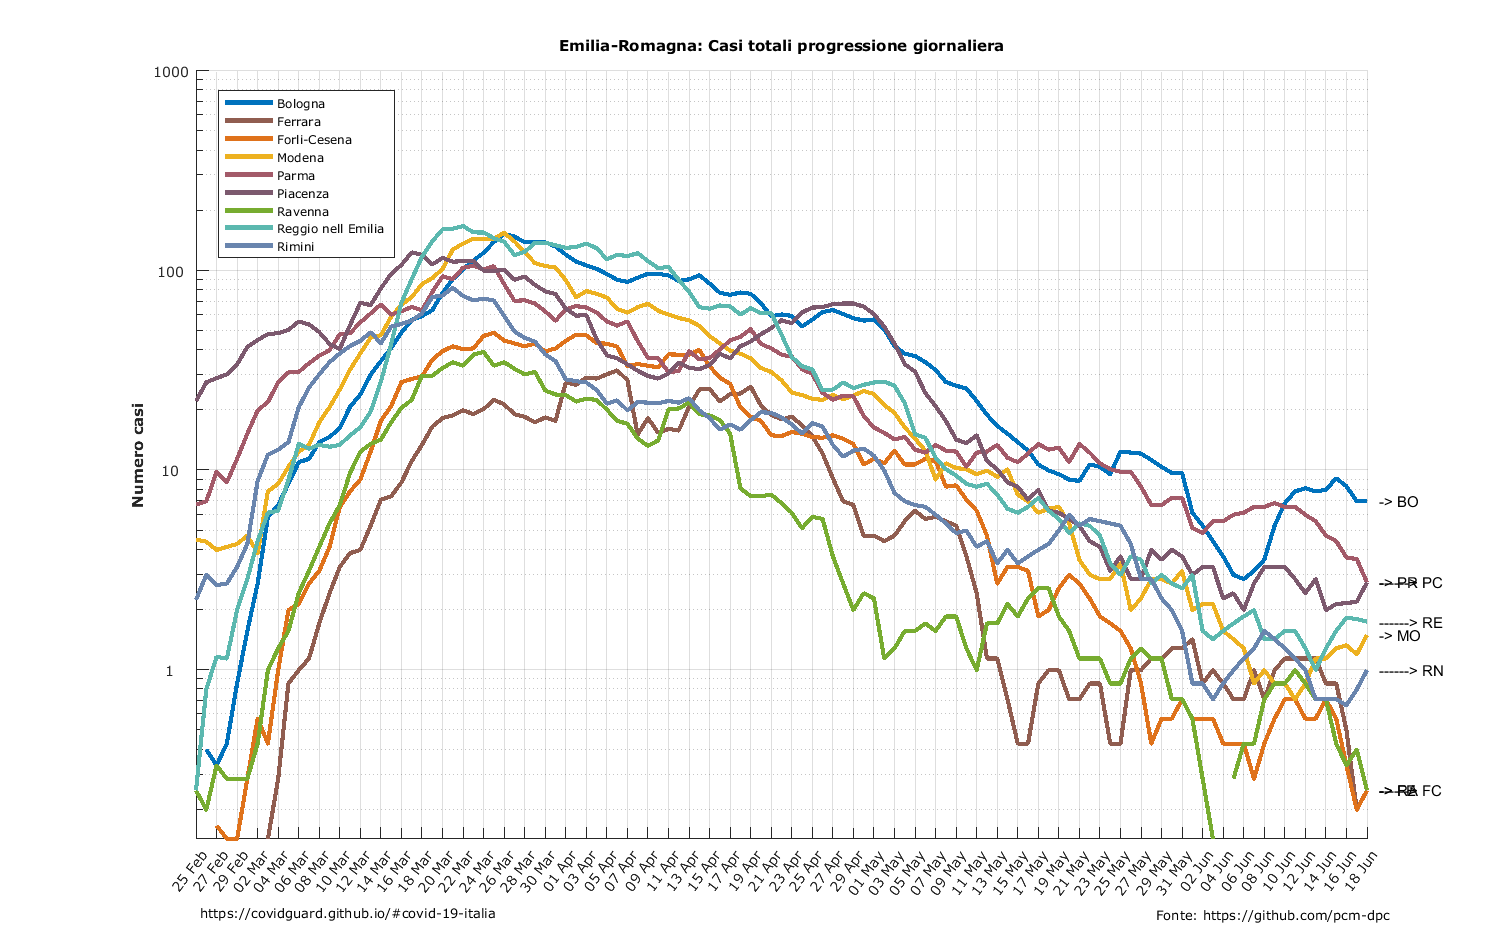 Emilia-Romagna: Casi totali progressione giornaliera
1000
100
10
1
Numero casi
Bologna
Ferrara
Forli-Cesena
Modena
Parma
Piacenza
Ravenna
Reggio nell Emilia
Rimini
-> BO
-> PR
PC
------> RE
-> MO
------> RN
-> RA
FC
25 Feb
27 Feb
29 Feb
02 Mar
04 Mar
06 Mar
08 Mar
10 Mar
12 Mar
14 Mar
16 Mar
18 Mar
20 Mar
22 Mar
24 Mar
26 Mar
28 Mar
30 Mar
01 Apr
03 Apr
05 Apr
07 Apr
09 Apr
11 Apr
13 Apr
15 Apr
17 Apr
19 Apr
21 Apr
23 Apr
25 Apr
27 Apr
29 Apr
01 May
03 May
05 May
07 May
09 May
11 May
13 May
15 May
17 May
19 May
21 May
23 May
25 May
27 May
29 May
31 May
02 Jun
04 Jun
06 Jun
08 Jun
10 Jun
12 Jun
14 Jun
16 Jun
18 Jun
https://covidguard.github.io/#covid-19-italia
Fonte: https://github.com/pcm-dpc